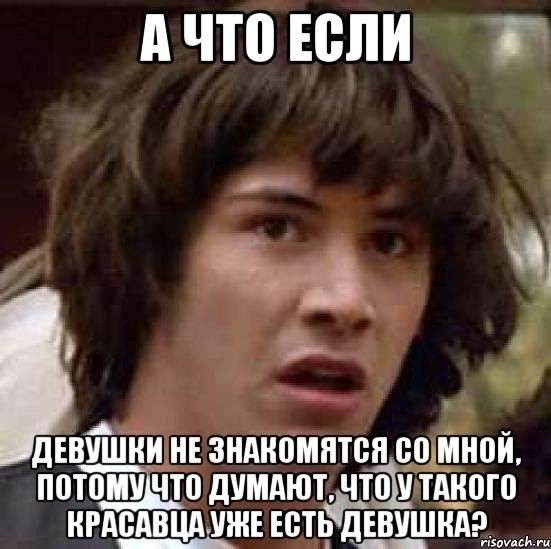 А ЧТО ЕСЛИ
ДЕВУШКИ НЕ ЗНАКОМЯТСЯ СО МНОЙ,
ПОТОМУ ЧТО ДУМАЮТ, ЧТО У ТАКОГО
КРАСАВЦА УЖЕ ЕСТЬ ДЕВУШКА?
risovach.ru